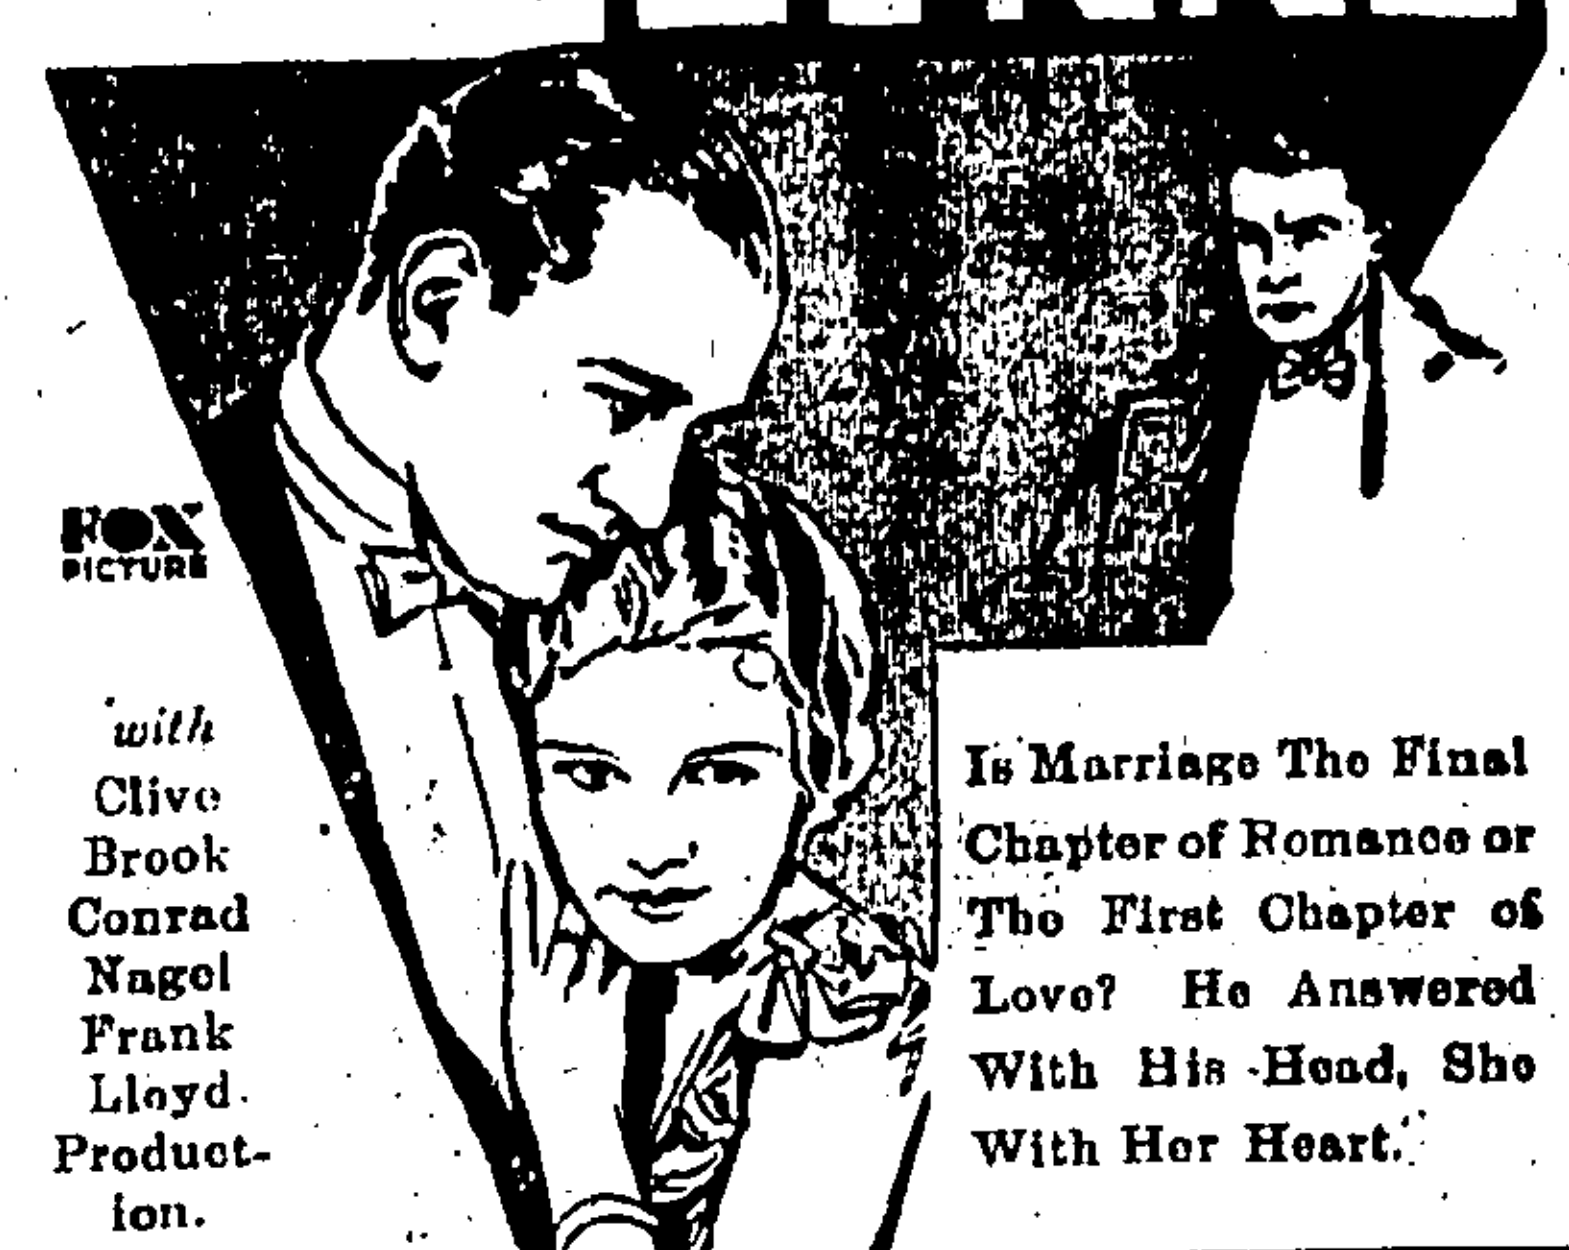 FOX
PICTURE
with
Clive
Brook
Conrad
Nagel
Frank
Lloyd
Product-
ion.
Is Marriage The Final
Chapter of Romance or
The First Chapter of
Love? He Answered
With His Head, She
With Her Heart.